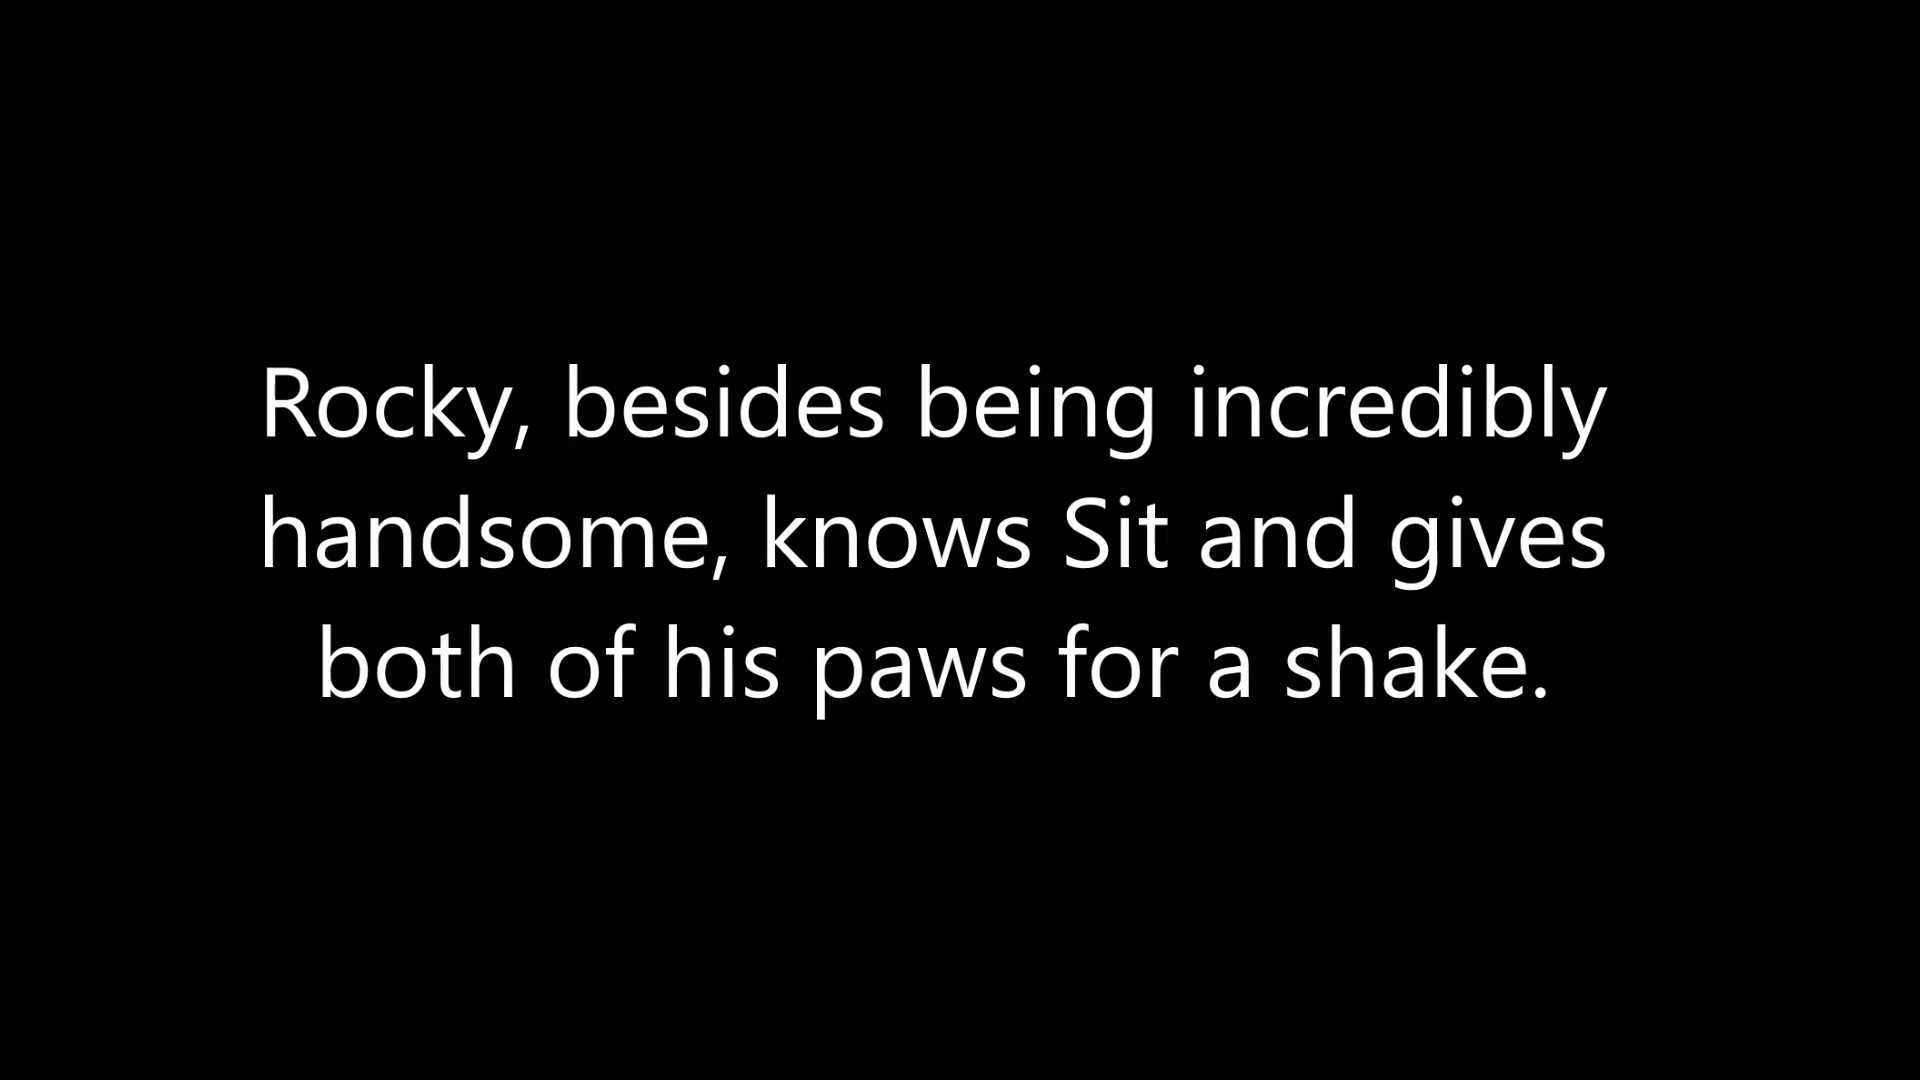 Rocky, besides being incredibly
handsome, knows Sit and gives
both of his paws for a shake.